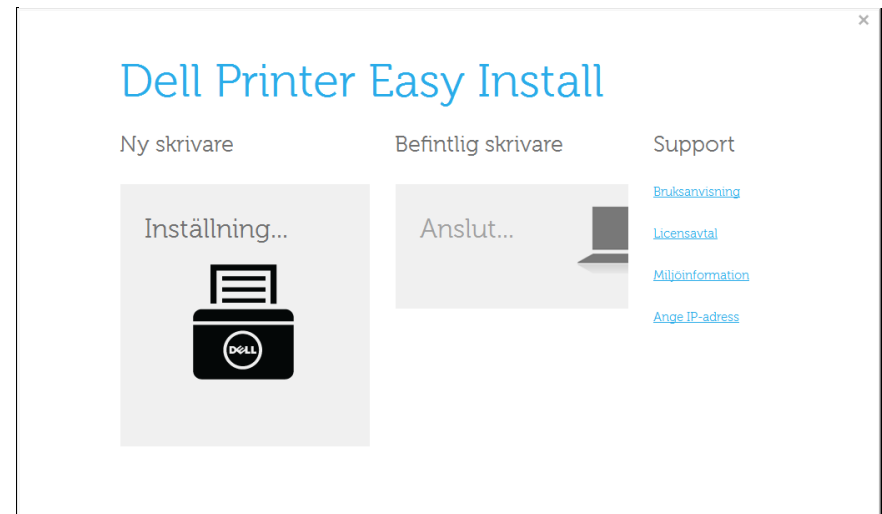 ×
Dell Printer Easy Install
Ny skrivare
Inställning...
DELL
Befintlig skrivare
Anslut...
Support
Bruksanvisning
Licensavtal
Miljöinformation
Ange IP-adress